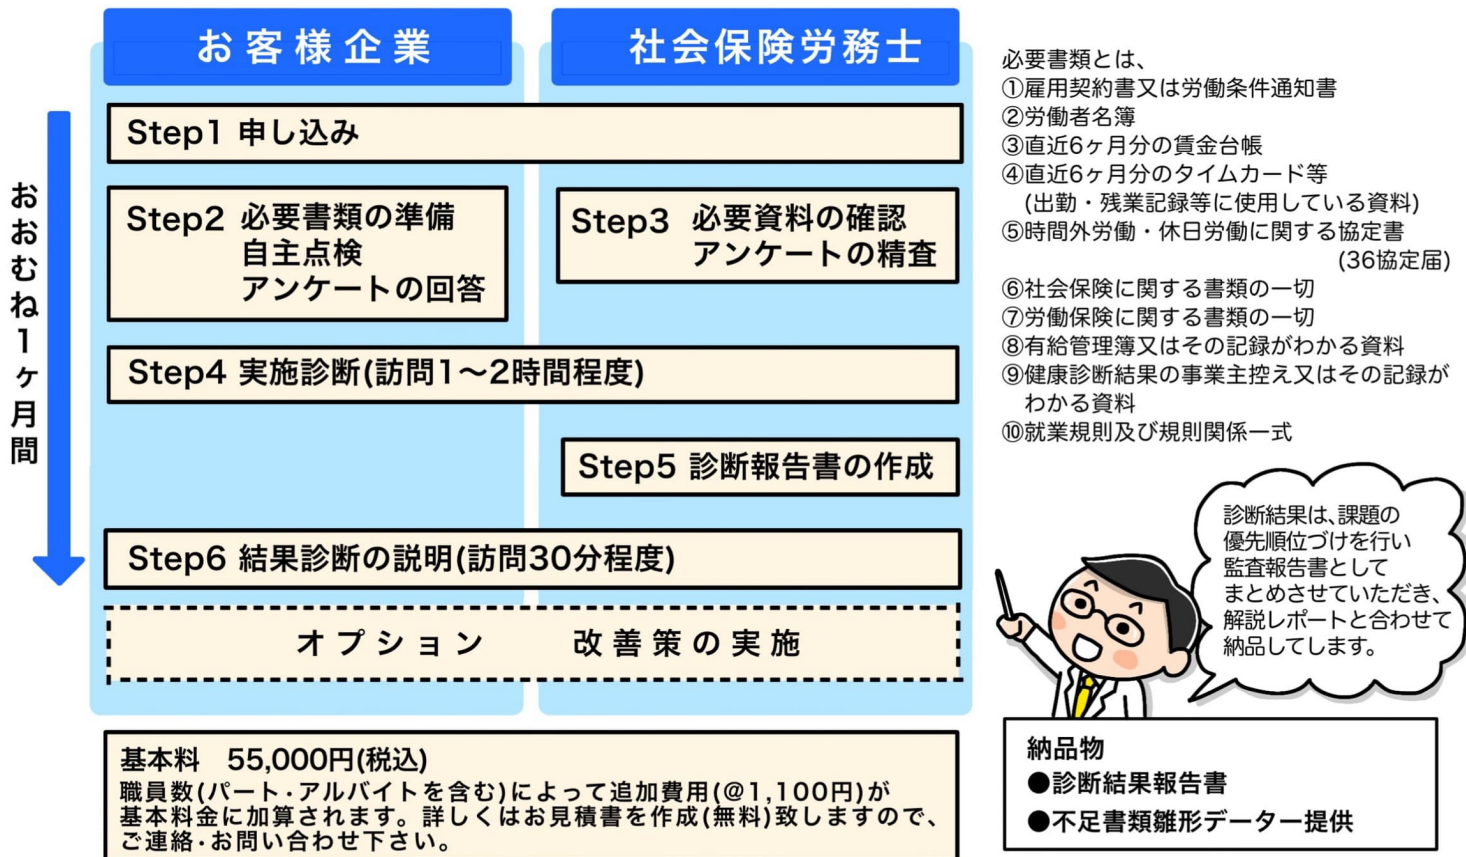 お客様企業
社会保険労務士
おおむね1ヶ月間
Step1 申し込み
Step2 必要書類の準備
自主点検
アンケートの回答
Step3 必要資料の確認
アンケートの精査
Step4 実施診断(訪問1～2時間程度)
Step5 診断報告書の作成
Step6 結果診断の説明(訪問30分程度)
オプション 改善策の実施
基本料 55,000円(税込)
職員数(パート・アルバイトを含む)によって追加費用(@1,100円)が
基本料金に加算されます。詳しくはお見積書を作成(無料)致しますので、
ご連絡・お問い合わせ下さい。
必要書類とは、
①雇用契約書又は労働条件通知書
②労働者名簿
③直近6ヶ月分の賃金台帳
④直近6ヶ月分のタイムカード等
(出勤・残業記録等に使用している資料)
⑤時間外労働・休日労働に関する協定書
(36協定届)
⑥社会保険に関する書類の一切
⑦労働保険に関する書類の一切
⑧有給管理簿又はその記録がわかる資料
⑨健康診断結果の事業主控え又はその記録が
わかる資料
⑩就業規則及び規則関係一式
診断結果は、課題の
優先順位づけを行い
監査報告書として
まとめさせていただき、
解説レポートと合わせて
納品してします。
納品物
●診断結果報告書
●不足書類雛形データー提供